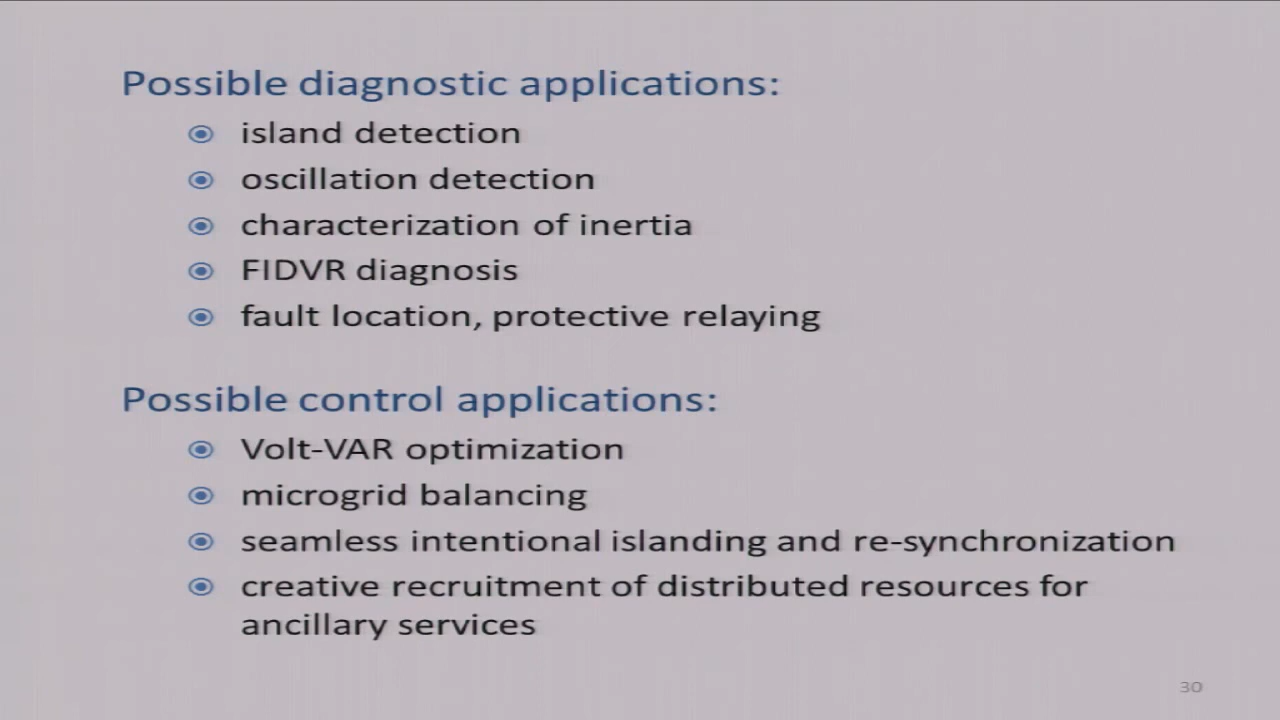 Possible diagnostic applications:
island detection
oscillation detection
characterization of inertia
FIDVR diagnosis
fault location, protective relaying
Possible control applications:
Volt-VAR optimization
microgrid balancing
seamless intentional islanding and re-synchronization
creative recruitment of distributed resources for
ancillary services
30